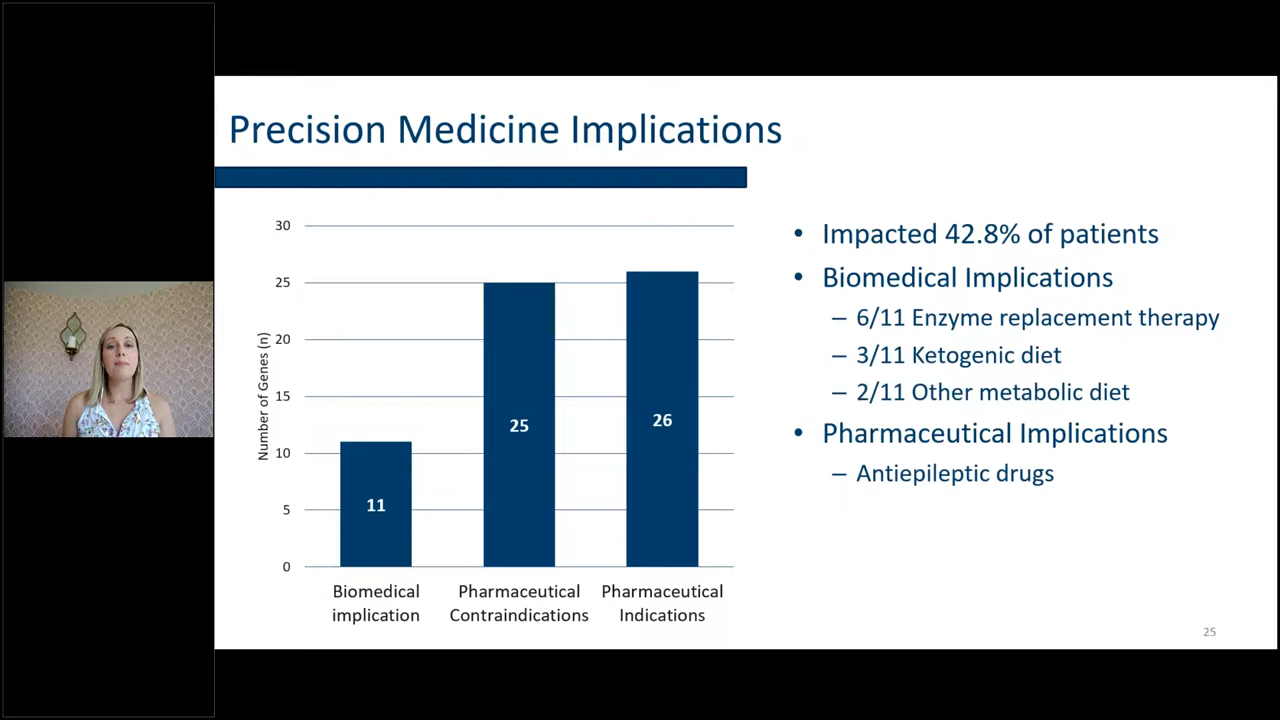 Precision Medicine Implications
30
25
20
15
10
5
0
Number of Genes (n)
11
25
26
Biomedical
implication
Pharmaceutical
Contraindications
Pharmaceutical
Indications
• Impacted 42.8% of patients
• Biomedical Implications
– 6/11 Enzyme replacement therapy
– 3/11 Ketogenic diet
– 2/11 Other metabolic diet
• Pharmaceutical Implications
– Antiepileptic drugs
25